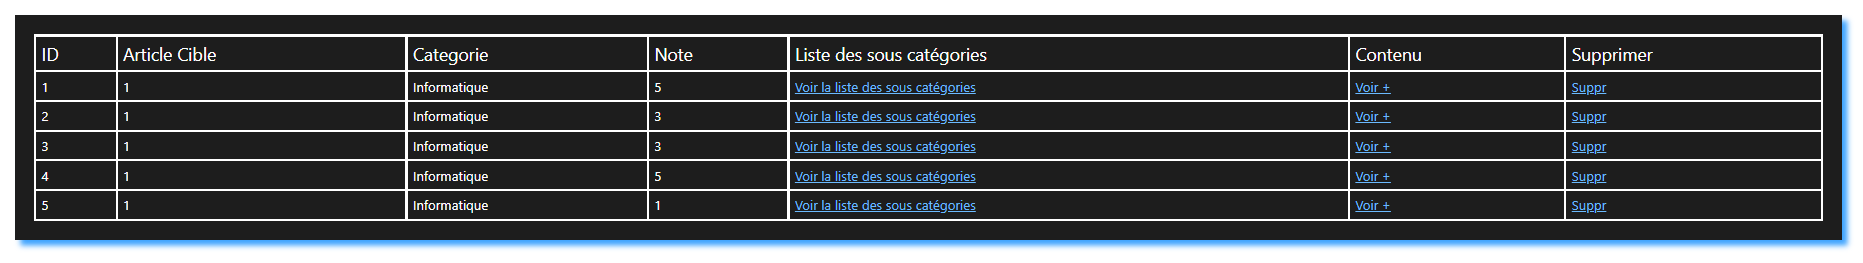 ID Article Cible Categorie Note Liste des sous catégories Contenu Supprimer
1 1 Informatique 5 Voir la liste des sous catégories Voir + Suppr
2 1 Informatique 3 Voir la liste des sous catégories Voir + Suppr
3 1 Informatique 3 Voir la liste des sous catégories Voir + Suppr
4 1 Informatique 5 Voir la liste des sous catégories Voir + Suppr
5 1 Informatique 1 Voir la liste des sous catégories Voir + Suppr